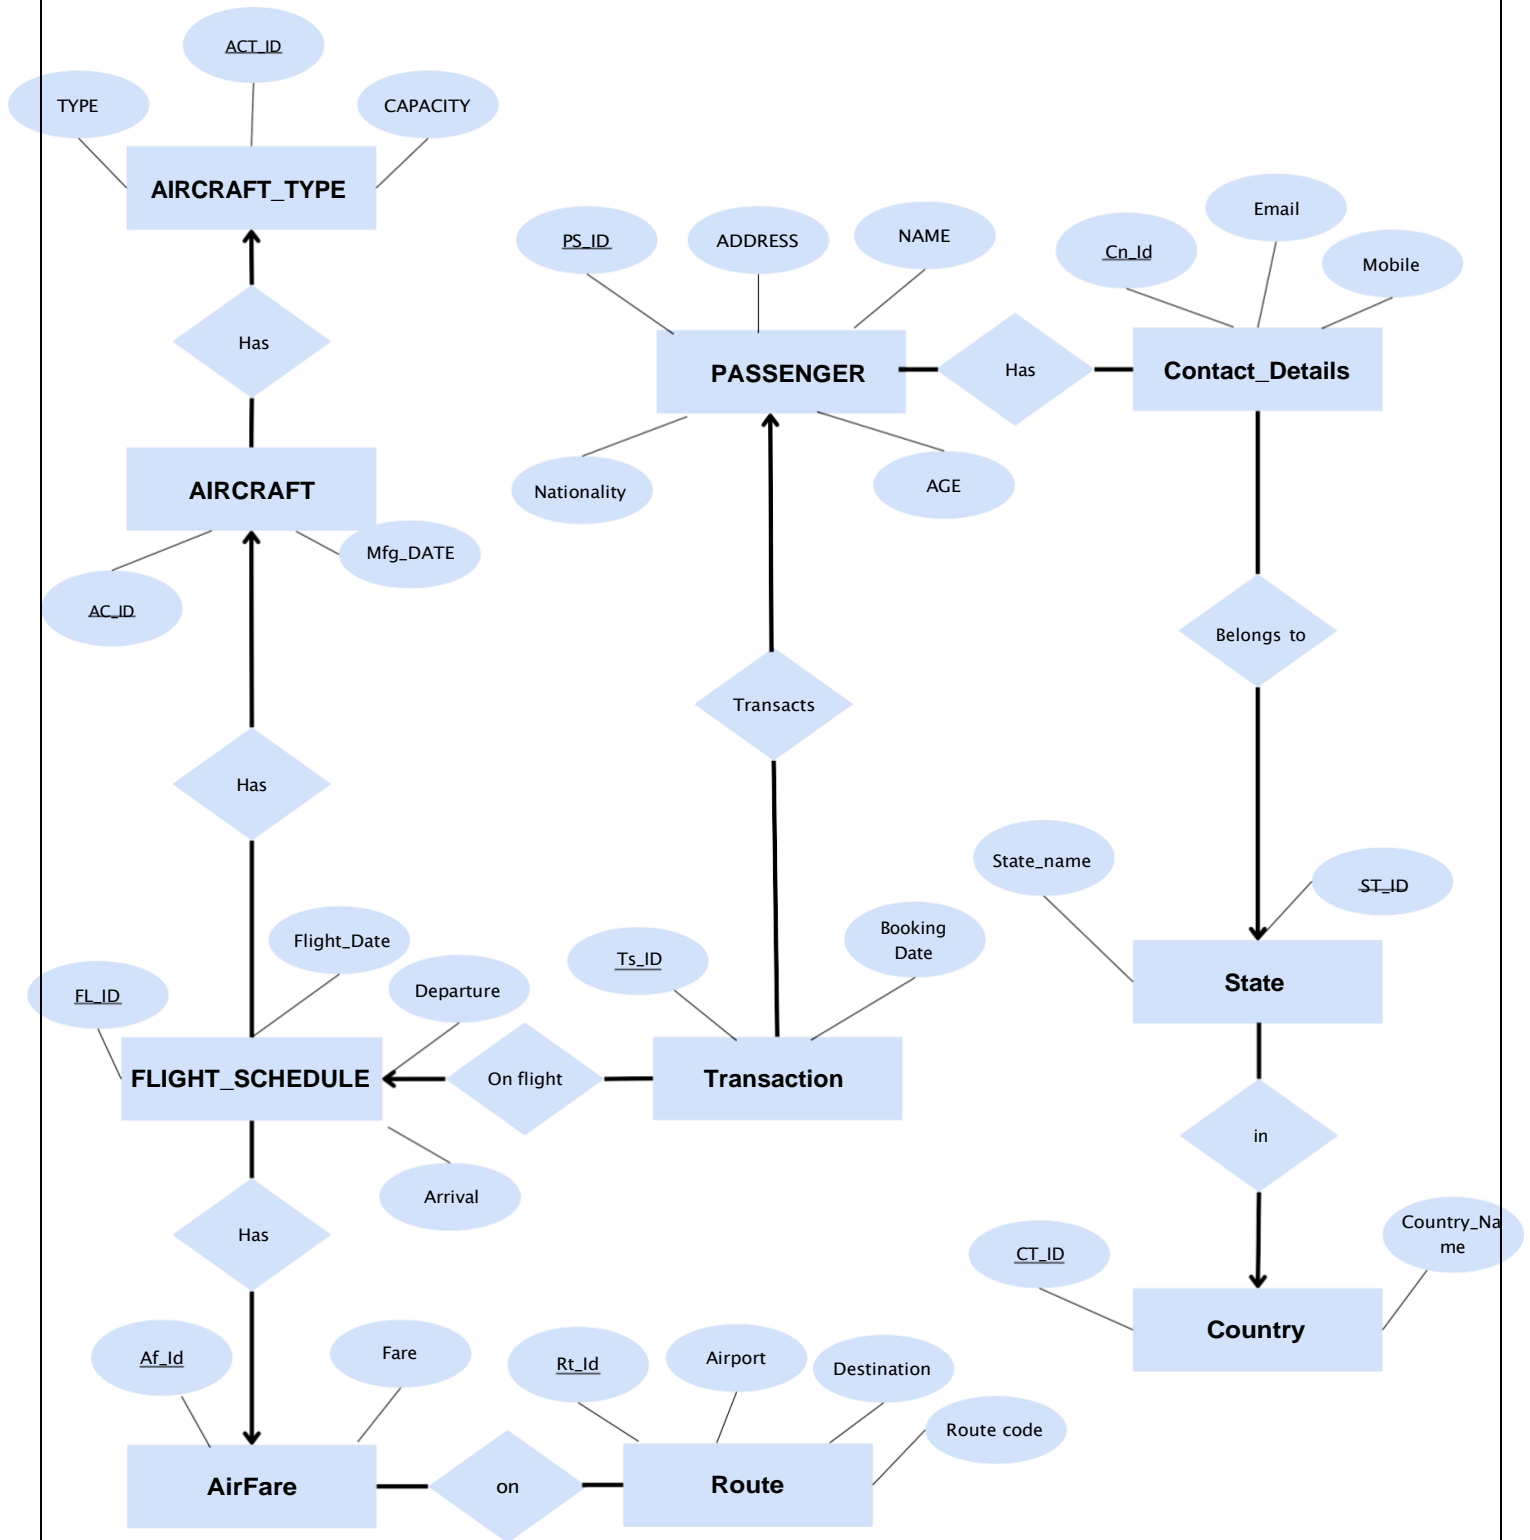 ACT_ID
TYPE
CAPACITY
AIRCRAFT_TYPE
Has
AIRCRAFT
Mfg_DATE
AC_ID
Has
Flight_Date
FL_ID
Departure
FLIGHT_SCHEDULE
On flight
Arrival
Has
Af_Id
Fare
AirFare
on
PS_ID
ADDRESS
NAME
PASSENGER
Nationality
AGE
Has
Transacts
Ts_ID
Booking
Date
Transaction
Rt_Id
Airport
Destination
Route code
Route
Email
Cn_Id
Mobile
Contact_Details
Belongs to
State_name
ST_ID
State
in
CT_ID
Country_Na
me
Country